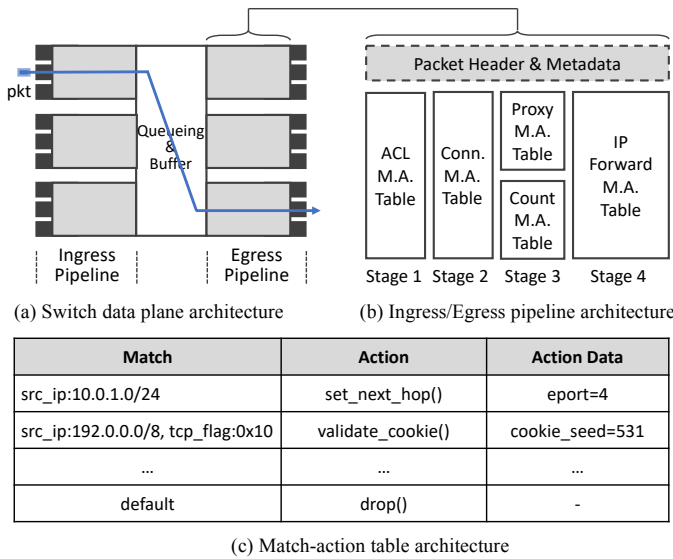 pkt
Queueing
&
Buffer
Ingress
Pipeline
Egress
Pipeline
(a) Switch data plane architecture
Packet Header & Metadata
ACL
M.A.
Table
Conn.
M.A.
Table
Proxy
M.A.
Table
Count
M.A.
Table
IP
Forward
M.A.
Table
Stage 1
Stage 2
Stage 3
Stage 4
(b) Ingress/Egress pipeline architecture
Match Action Action Data
src_ip:10.0.1.0/24 set_next_hop() eport=4
src_ip:192.0.0.0/8, tcp_flag:0x10 validate_cookie() cookie_seed=531
... ... ...
default drop() -
(c) Match-action table architecture